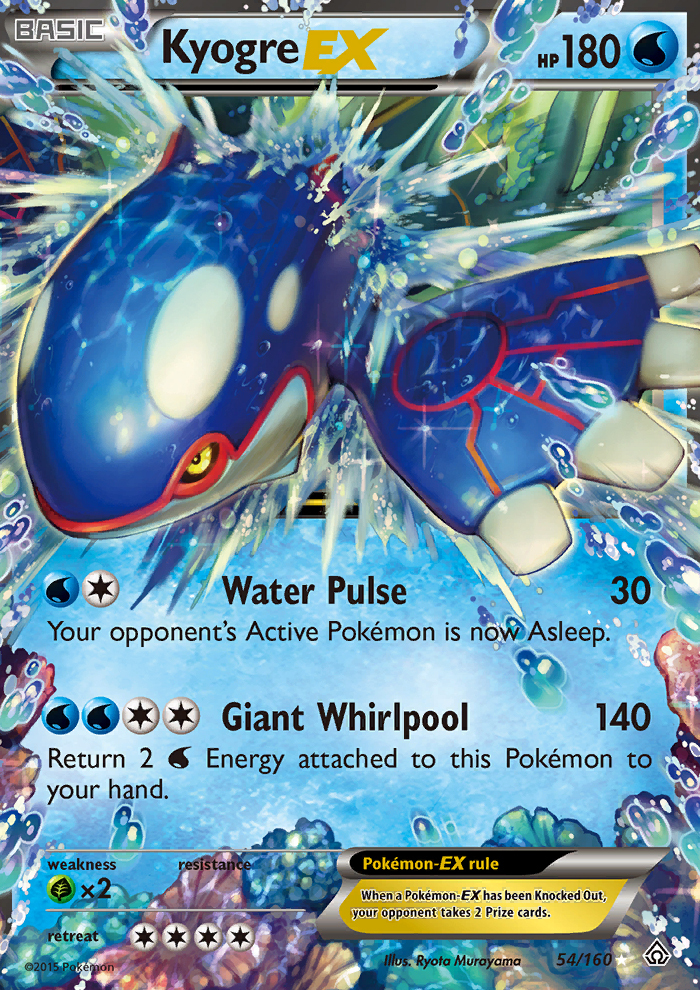 BASIC
Kyogre EX
HP180
Water Pulse 30
Your opponent's Active Pokémon is now Asleep.
Giant Whirlpool 140
Return 2 Energy attached to this Pokémon to
your hand.
weakness resistance
×2
retreat
Pokémon-EX rule
When a Pokémon-EX has been Knocked Out,
your opponent takes 2 Prize cards.
©2015 Pokémon
Illus. Ryota Murayama 54/160